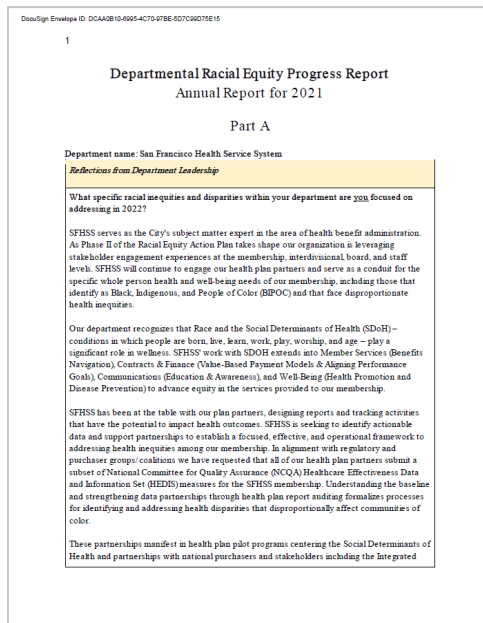 DocuSign Envelope ID: DCAA0B10-6995-4C70-97BE-5D7C99D75E15
1
Departmental Racial Equity Progress Report
Annual Report for 2021
Part A
Department name: San Francisco Health Service System
Reflections from Department Leadership
What specific racial inequities and disparities within your department are you focused on
addressing in 2022?
SFHSS serves as the City's subject matter expert in the area of health benefit administration.
As Phase II of the Racial Equity Action Plan takes shape our organization is leveraging
stakeholder engagement experiences at the membership, interdivisional, board, and staff
levels. SFHSS will continue to engage our health plan partners and serve as a conduit for the
specific whole person health and well-being needs of our membership, including those that
identify as Black, Indigenous, and People of Color (BIPOC) and that face disproportionate
health inequities.
Our department recognizes that Race and the Social Determinants of Health (SDoH) –
conditions in which people are born, live, learn, work, play, worship, and age – play a
significant role in wellness. SFHSS' work with SDOH extends into Member Services (Benefits
Navigation), Contracts & Finance (Value-Based Payment Models & Aligning Performance
Goals), Communications (Education & Awareness), and Well-Being (Health Promotion and
Disease Prevention) to advance equity in the services provided to our membership.
SFHSS has been at the table with our plan partners, designing reports and tracking activities
that have the potential to impact health outcomes. SFHSS is seeking to identify actionable
data and support partnerships to establish a focused, effective, and operational framework to
addressing health inequities among our membership. In alignment with regulatory and
purchaser groups/coalitions we have requested that all of our health plan partners submit a
subset of National Committee for Quality Assurance (NCQA) Healthcare Effectiveness Data
and Information Set (HEDIS) measures for the SFHSS membership. Understanding the baseline
and strengthening data partnerships through health plan report auditing formalizes processes
for identifying and addressing health disparities that disproportionally affect communities of
color.
These partnerships manifest in health plan pilot programs centering the Social Determinants of
Health and partnerships with national purchasers and stakeholders including the Integrated